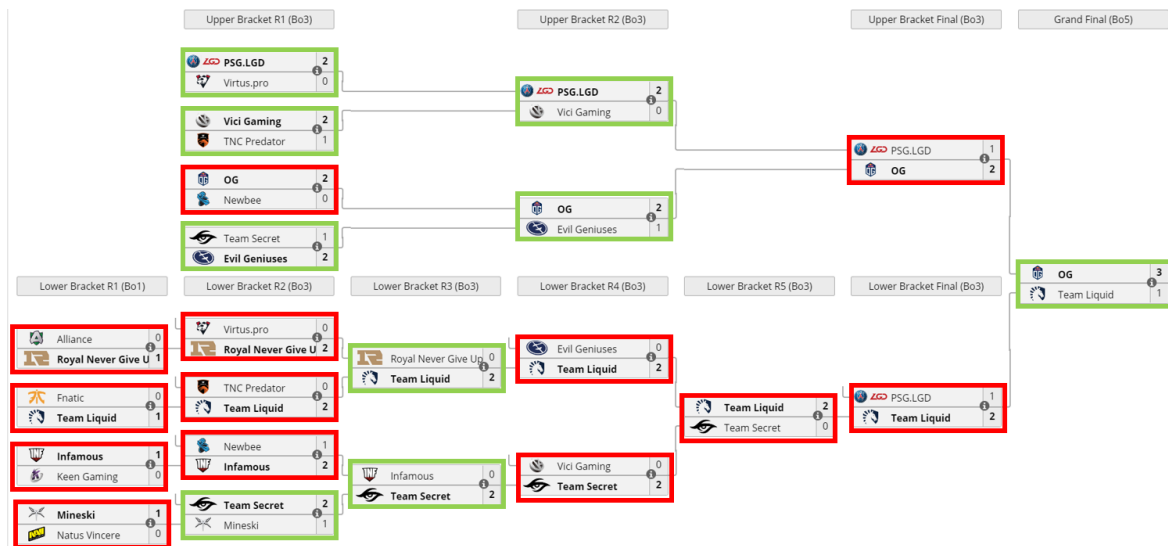 Upper Bracket R1 (Bo3)
Upper Bracket R2 (Bo3)
Upper Bracket Final (Bo3)
Grand Final (Bo5)
LGD PSG.LGD 2
Virtus.pro 0
Vici Gaming 2
TNC Predator 1
OG 2
Newbee 0
Team Secret 1
Evil Geniuses 2
LGD PSG.LGD 2
Vici Gaming 0
OG 2
Evil Geniuses 1
LGD PSG.LGD 1
OG 2
OG 3
Team Liquid 1
Lower Bracket R1 (Bo1)
Lower Bracket R2 (Bo3)
Lower Bracket R3 (Bo3)
Lower Bracket R4 (Bo3)
Lower Bracket R5 (Bo3)
Lower Bracket Final (Bo3)
Alliance 0
Royal Never Give U 1
Fnatic 0
Team Liquid 1
Infamous 1
Keen Gaming 0
Mineski 1
Natus Vincere 0
Virtus.pro 0
Royal Never Give U 2
TNC Predator 0
Team Liquid 2
Newbee 1
Infamous 2
Team Secret 2
Mineski 1
Royal Never Give Up 0
Team Liquid 2
Infamous 0
Team Secret 2
Evil Geniuses 0
Team Liquid 2
Vici Gaming 0
Team Secret 2
Team Liquid 2
Team Secret 0
LGD PSG.LGD 1
Team Liquid 2